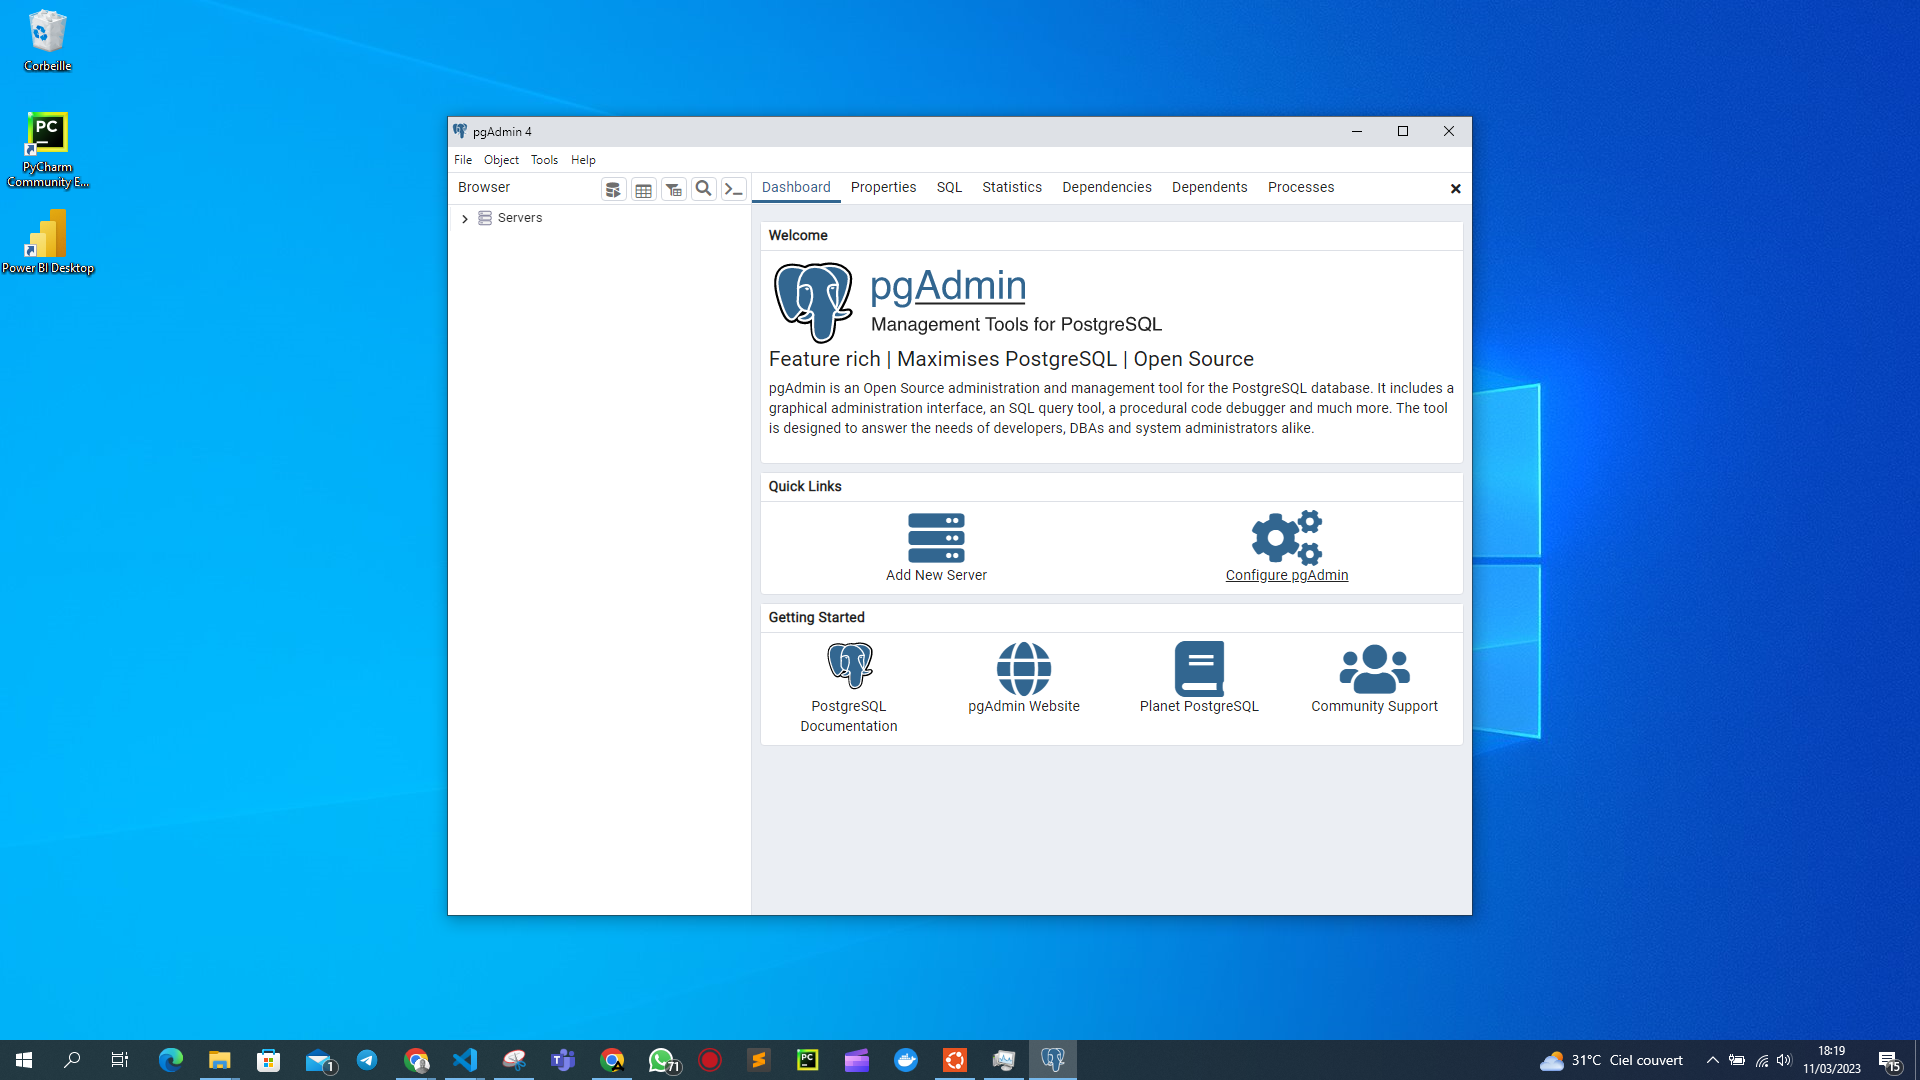 Corbeille
PC
PyCharm
Community E...
Power BI Desktop
pgAdmin 4
File Object Tools Help
Browser
Dashboard Properties SQL Statistics Dependencies Dependents Processes
Servers
Welcome
pgAdmin
Management Tools for PostgreSQL
Feature rich | Maximises PostgreSQL | Open Source
pgAdmin is an Open Source administration and management tool for the PostgreSQL database. It includes a
graphical administration interface, an SQL query tool, a procedural code debugger and much more. The tool
is designed to answer the needs of developers, DBAs and system administrators alike.
Quick Links
Add New Server
Configure pgAdmin
Getting Started
PostgreSQL
Documentation
pgAdmin Website
Planet PostgreSQL
Community Support
1
71
PC
31°C Ciel couvert
18:19
11/03/2023
15